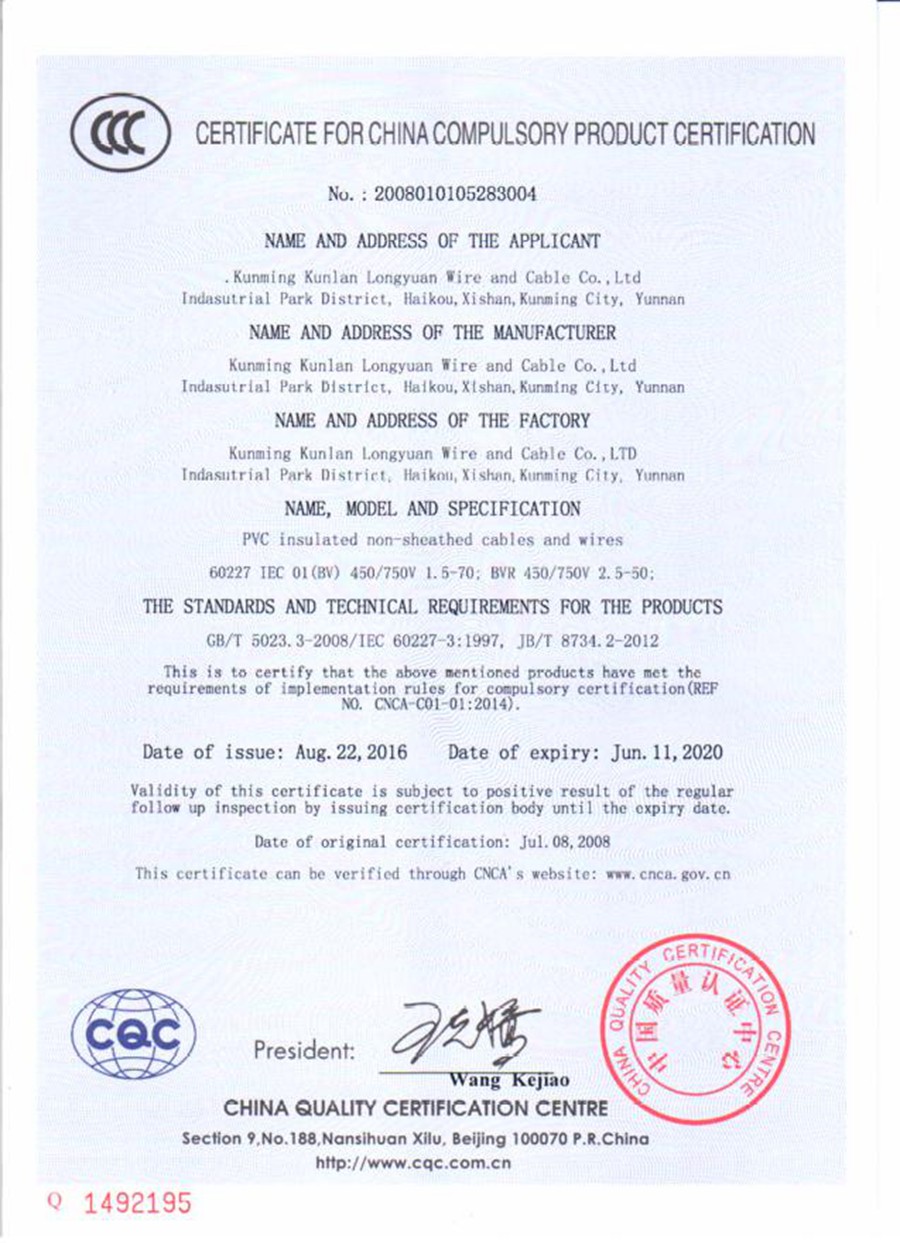 CCC
CERTIFICATE FOR CHINA COMPULSORY PRODUCT CERTIFICATION
No. : 2008010105283004
NAME AND ADDRESS OF THE APPLICANT
.Kunming Kunlan Longyuan Wire and Cable Co.,Ltd
Indasutrial Park District, Haikou,Xishan,Kunming City, Yunnan
NAME AND ADDRESS OF THE MANUFACTURER
Kunming Kunlan Longyuan Wire and Cable Co.,Ltd
Indasutrial Park District, Haikou,Xishan,Kunming City, Yunnan
NAME AND ADDRESS OF THE FACTORY
Kunming Kunlan Longyuan Wire and Cable Co.,LTD
Indasutrial Park District, Haikou,Xishan,Kunming City, Yunnan
NAME, MODEL AND SPECIFICATION
PVC insulated non-sheathed cables and wires
60227 IEC 01(BV) 450/750V 1.5-70; BVR 450/750V 2.5-50;
THE STANDARDS AND TECHNICAL REQUIREMENTS FOR THE PRODUCTS
GB/T 5023.3-2008/IEC 60227-3:1997, JB/T 8734.2-2012
This is to certify that the above mentioned products have met the
requirements of implementation rules for compulsory certification(REF
NO. CNCA-C01-01:2014).
Date of issue: Aug.22,2016 Date of expiry: Jun.11,2020
Validity of this certificate is subject to positive result of the regular
follow up inspection by issuing certification body until the expiry date.
Date of original certification: Jul.08,2008
This certificate can be verified through CNCA's website: www.cnca.gov.cn
CHINA QUALITY CERTIFICATION CENTRE
中国质量认证中心
CQC
President: 王克娇
Wang Kejiao
CHINA QUALITY CERTIFICATION CENTRE
Section 9,No.188,Nansihuan Xilu, Beijing 100070 P.R.China
http://www.cqc.com.cn
Q 1492195